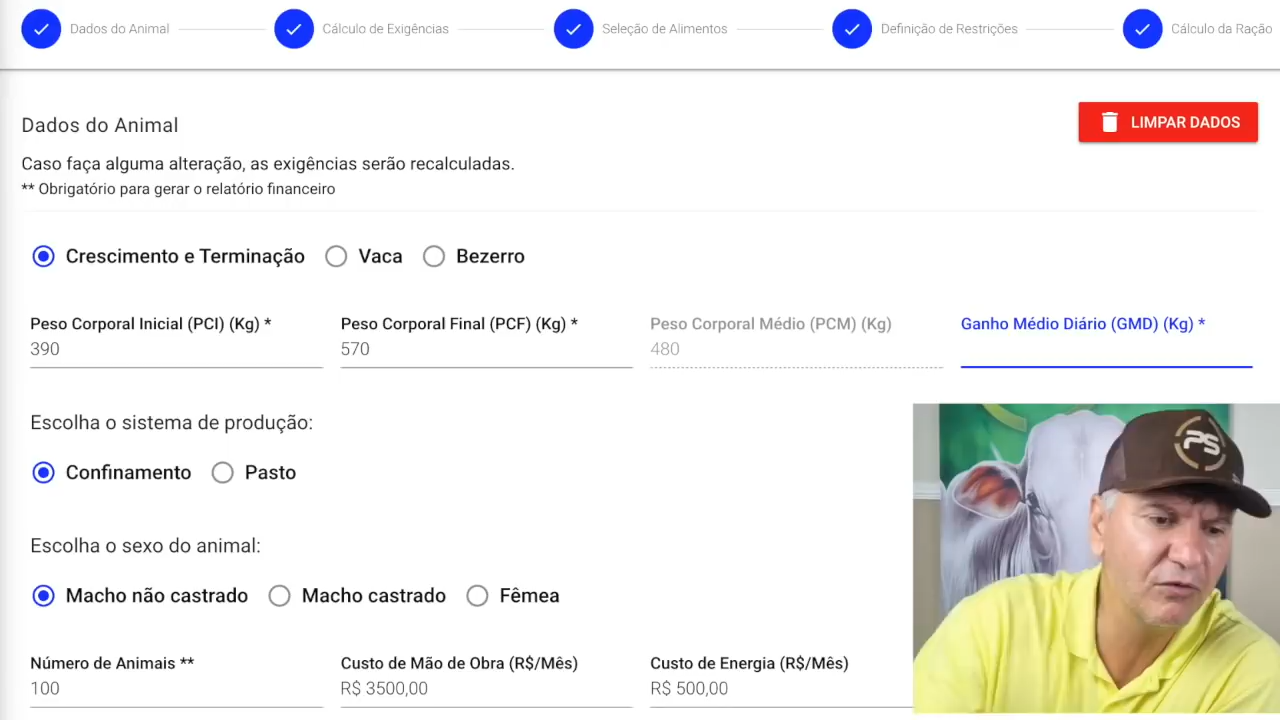 Dados do Animal
Cálculo de Exigências
Seleção de Alimentos
Definição de Restrições
Cálculo da Ração
Dados do Animal
LIMPAR DADOS
Caso faça alguma alteração, as exigências serão recalculadas.
** Obrigatório para gerar o relatório financeiro
Crescimento e Terminação
Vaca
Bezerro
Peso Corporal Inicial (PCI) (Kg) *
Peso Corporal Final (PCF) (Kg) *
Peso Corporal Médio (PCM) (Kg)
Ganho Médio Diário (GMD) (Kg) *
390
570
480
Escolha o sistema de produção:
Confinamento
Pasto
Escolha o sexo do animal:
Macho não castrado
Macho castrado
Fêmea
Número de Animais **
Custo de Mão de Obra (R$/Mês)
Custo de Energia (R$/Mês)
100
R$ 3500,00
R$ 500,00
PS